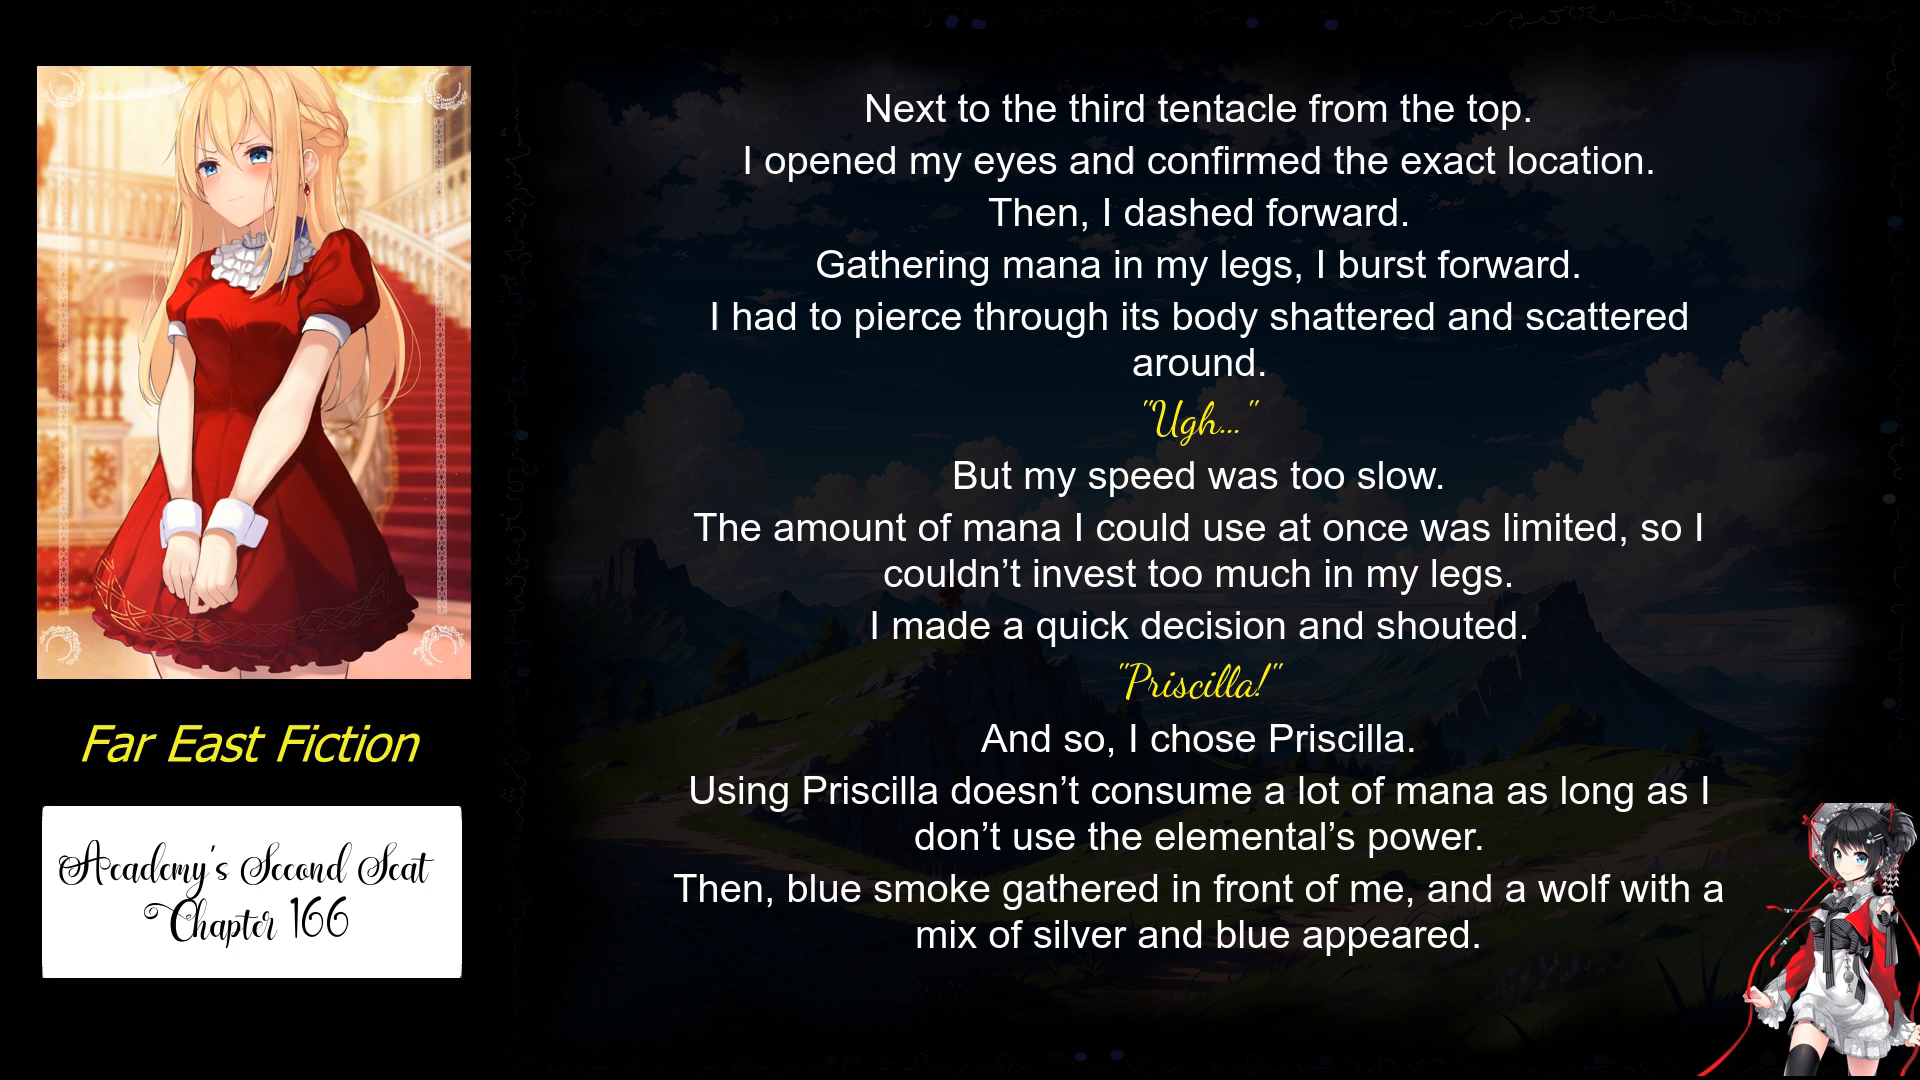 Next to the third tentacle from the top.
I opened my eyes and confirmed the exact location.
Then, I dashed forward.
Gathering mana in my legs, I burst forward.
I had to pierce through its body shattered and scattered
around.
"Ugh..."
But my speed was too slow.
The amount of mana I could use at once was limited, so I
couldn’t invest too much in my legs.
I made a quick decision and shouted.
"Priscilla!"
And so, I chose Priscilla.
Using Priscilla doesn’t consume a lot of mana as long as I
don’t use the elemental’s power.
Then, blue smoke gathered in front of me, and a wolf with a
mix of silver and blue appeared.
Far East Fiction
Academy's Second Seat
Chapter 166